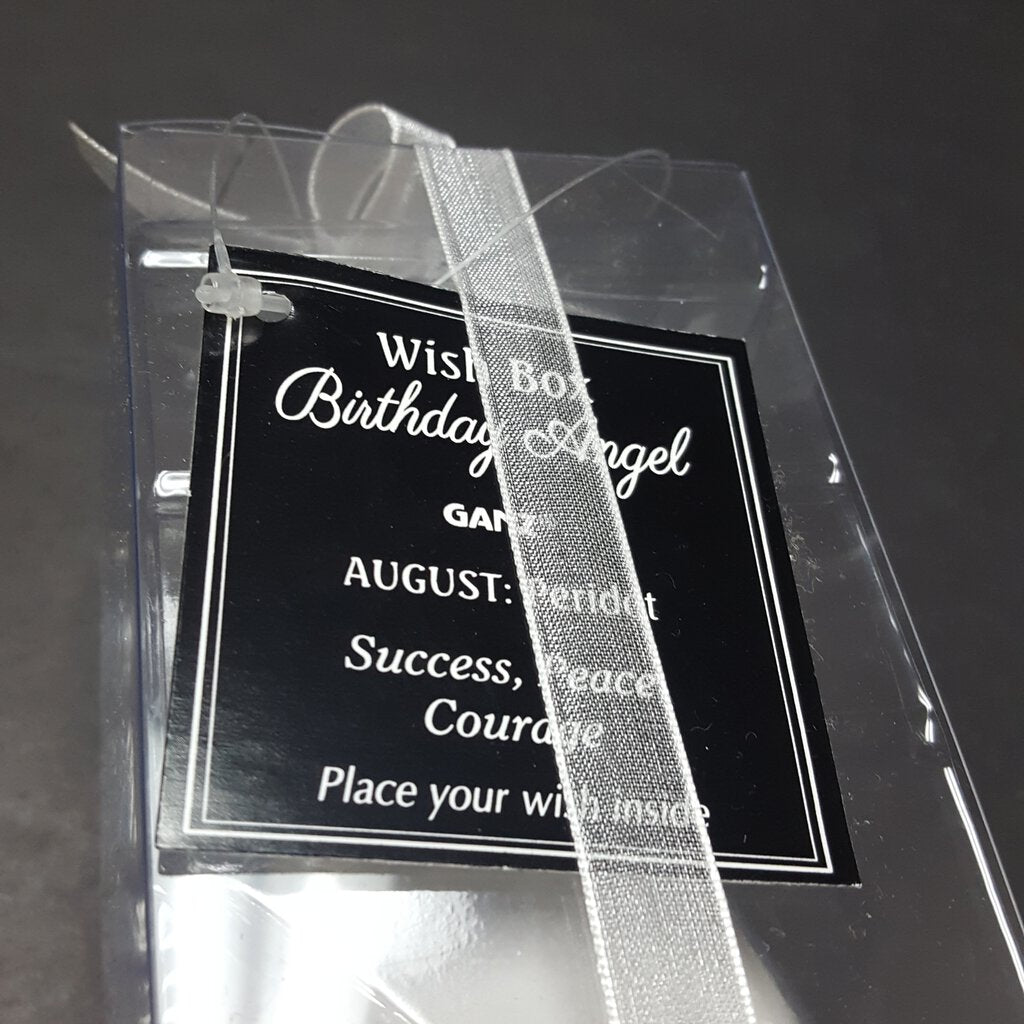 Wish Box
Birthday Angel
GANZ
AUGUST: Peridot
Success, Peace
Courage
Place your wish inside